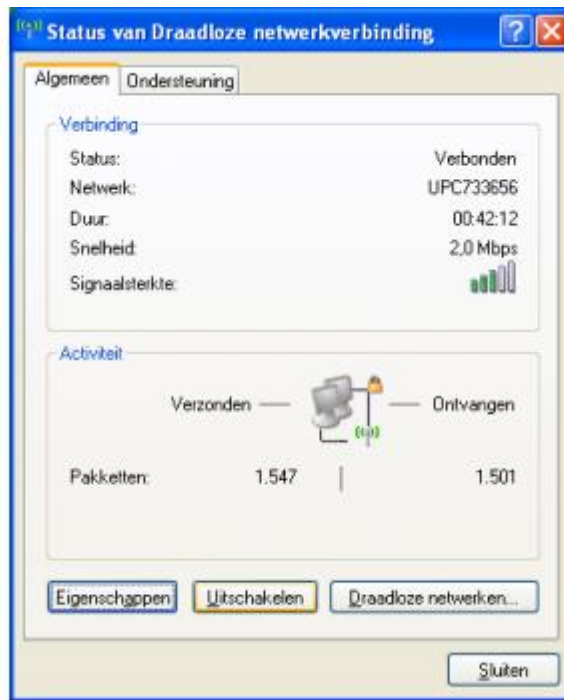 Status van Draadloze netwerkverbinding
Algemeen Ondersteuning
Verbinding
Status: Verbonden
Netwerk: UPC733656
Duur: 00:42:12
Snelheid: 2,0 Mbps
Signaalsterkte:
Activiteit
Verzonden — — Ontvangen
Pakketten: 1.547 | 1.501
Eigenschappen Uitschakelen Draadloze netwerken...
Sluiten